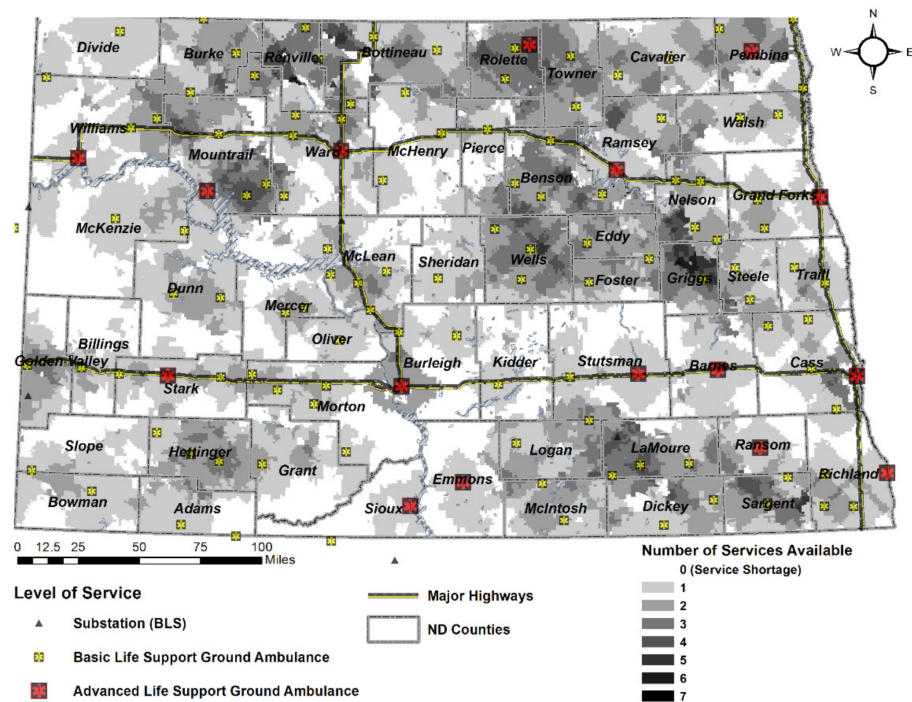 N
W E
S
Divide
Burke
Renville
Bottineau
Rolette
Towner
Cavalier
Pembina
Williams
Mountrail
Ward
McHenry
Pierce
Ramsey
Walsh
Benson
Nelson
Grand Forks
McKenzie
McLean
Sheridan
Wells
Eddy
Foster
Griggs
Steele
Traill
Dunn
Mercer
Oliver
Billings
Golden Valley
Stark
Morton
Burleigh
Kidder
Stutsman
Barnes
Cass
Slope
Hettinger
Grant
Emmons
Logan
LaMoure
Ransom
Richland
Bowman
Adams
Sioux
McIntosh
Dickey
Sargent
0 12.5 25 50 75 100
Miles
Level of Service
Substation (BLS)
Basic Life Support Ground Ambulance
Advanced Life Support Ground Ambulance
Major Highways
ND Counties
Number of Services Available
0 (Service Shortage)
1
2
3
4
5
6
7